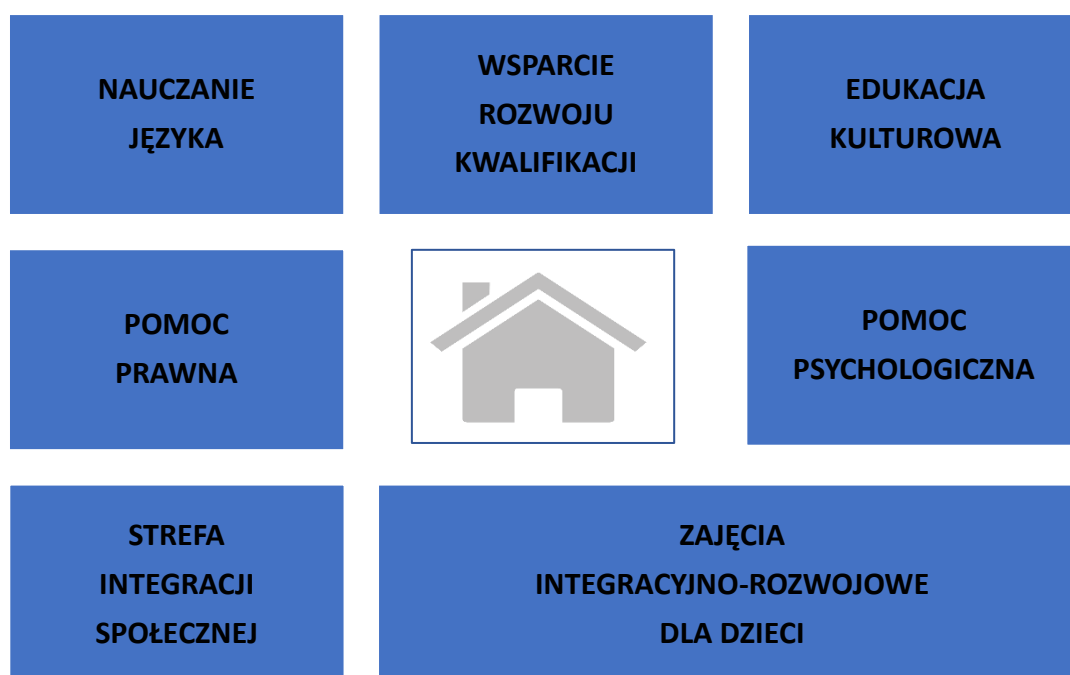 NAUCZANIE
JĘZYKA
WSPARCIE
ROZWOJU
KWALIFIKACJI
EDUKACJA
KULTUROWA
POMOC
PRAWNA
POMOC
PSYCHOLOGICZNA
STREFA
INTEGRACJI
SPOŁECZNEJ
ZAJĘCIA
INTEGRACYJNO-ROZWOJOWE
DLA DZIECI